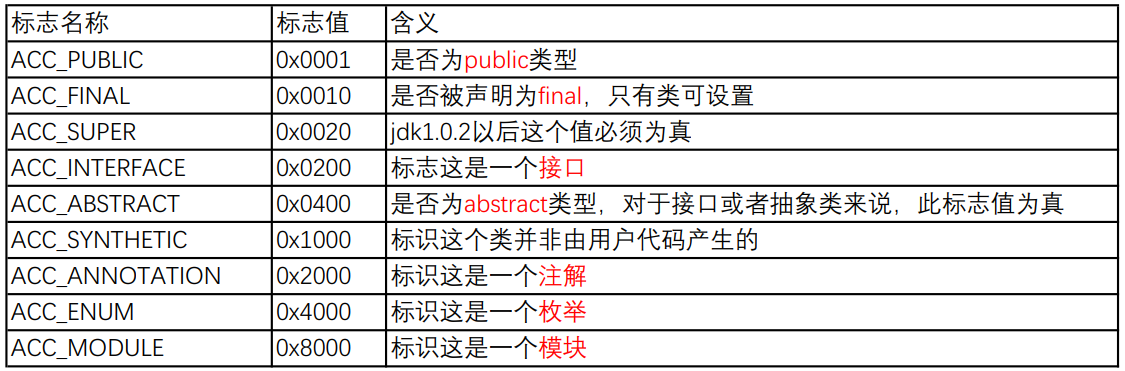 标志名称 标志值 含义
ACC_PUBLIC 0x0001 是否为public类型
ACC_FINAL 0x0010 是否被声明为final，只有类可设置
ACC_SUPER 0x0020 jdk1.0.2以后这个值必须为真
ACC_INTERFACE 0x0200 标志这是一个接口
ACC_ABSTRACT 0x0400 是否为abstract类型，对于接口或者抽象类来说，此标志值为真
ACC_SYNTHETIC 0x1000 标识这个类并非由用户代码产生的
ACC_ANNOTATION 0x2000 标识这是一个注解
ACC_ENUM 0x4000 标识这是一个枚举
ACC_MODULE 0x8000 标识这是一个模块